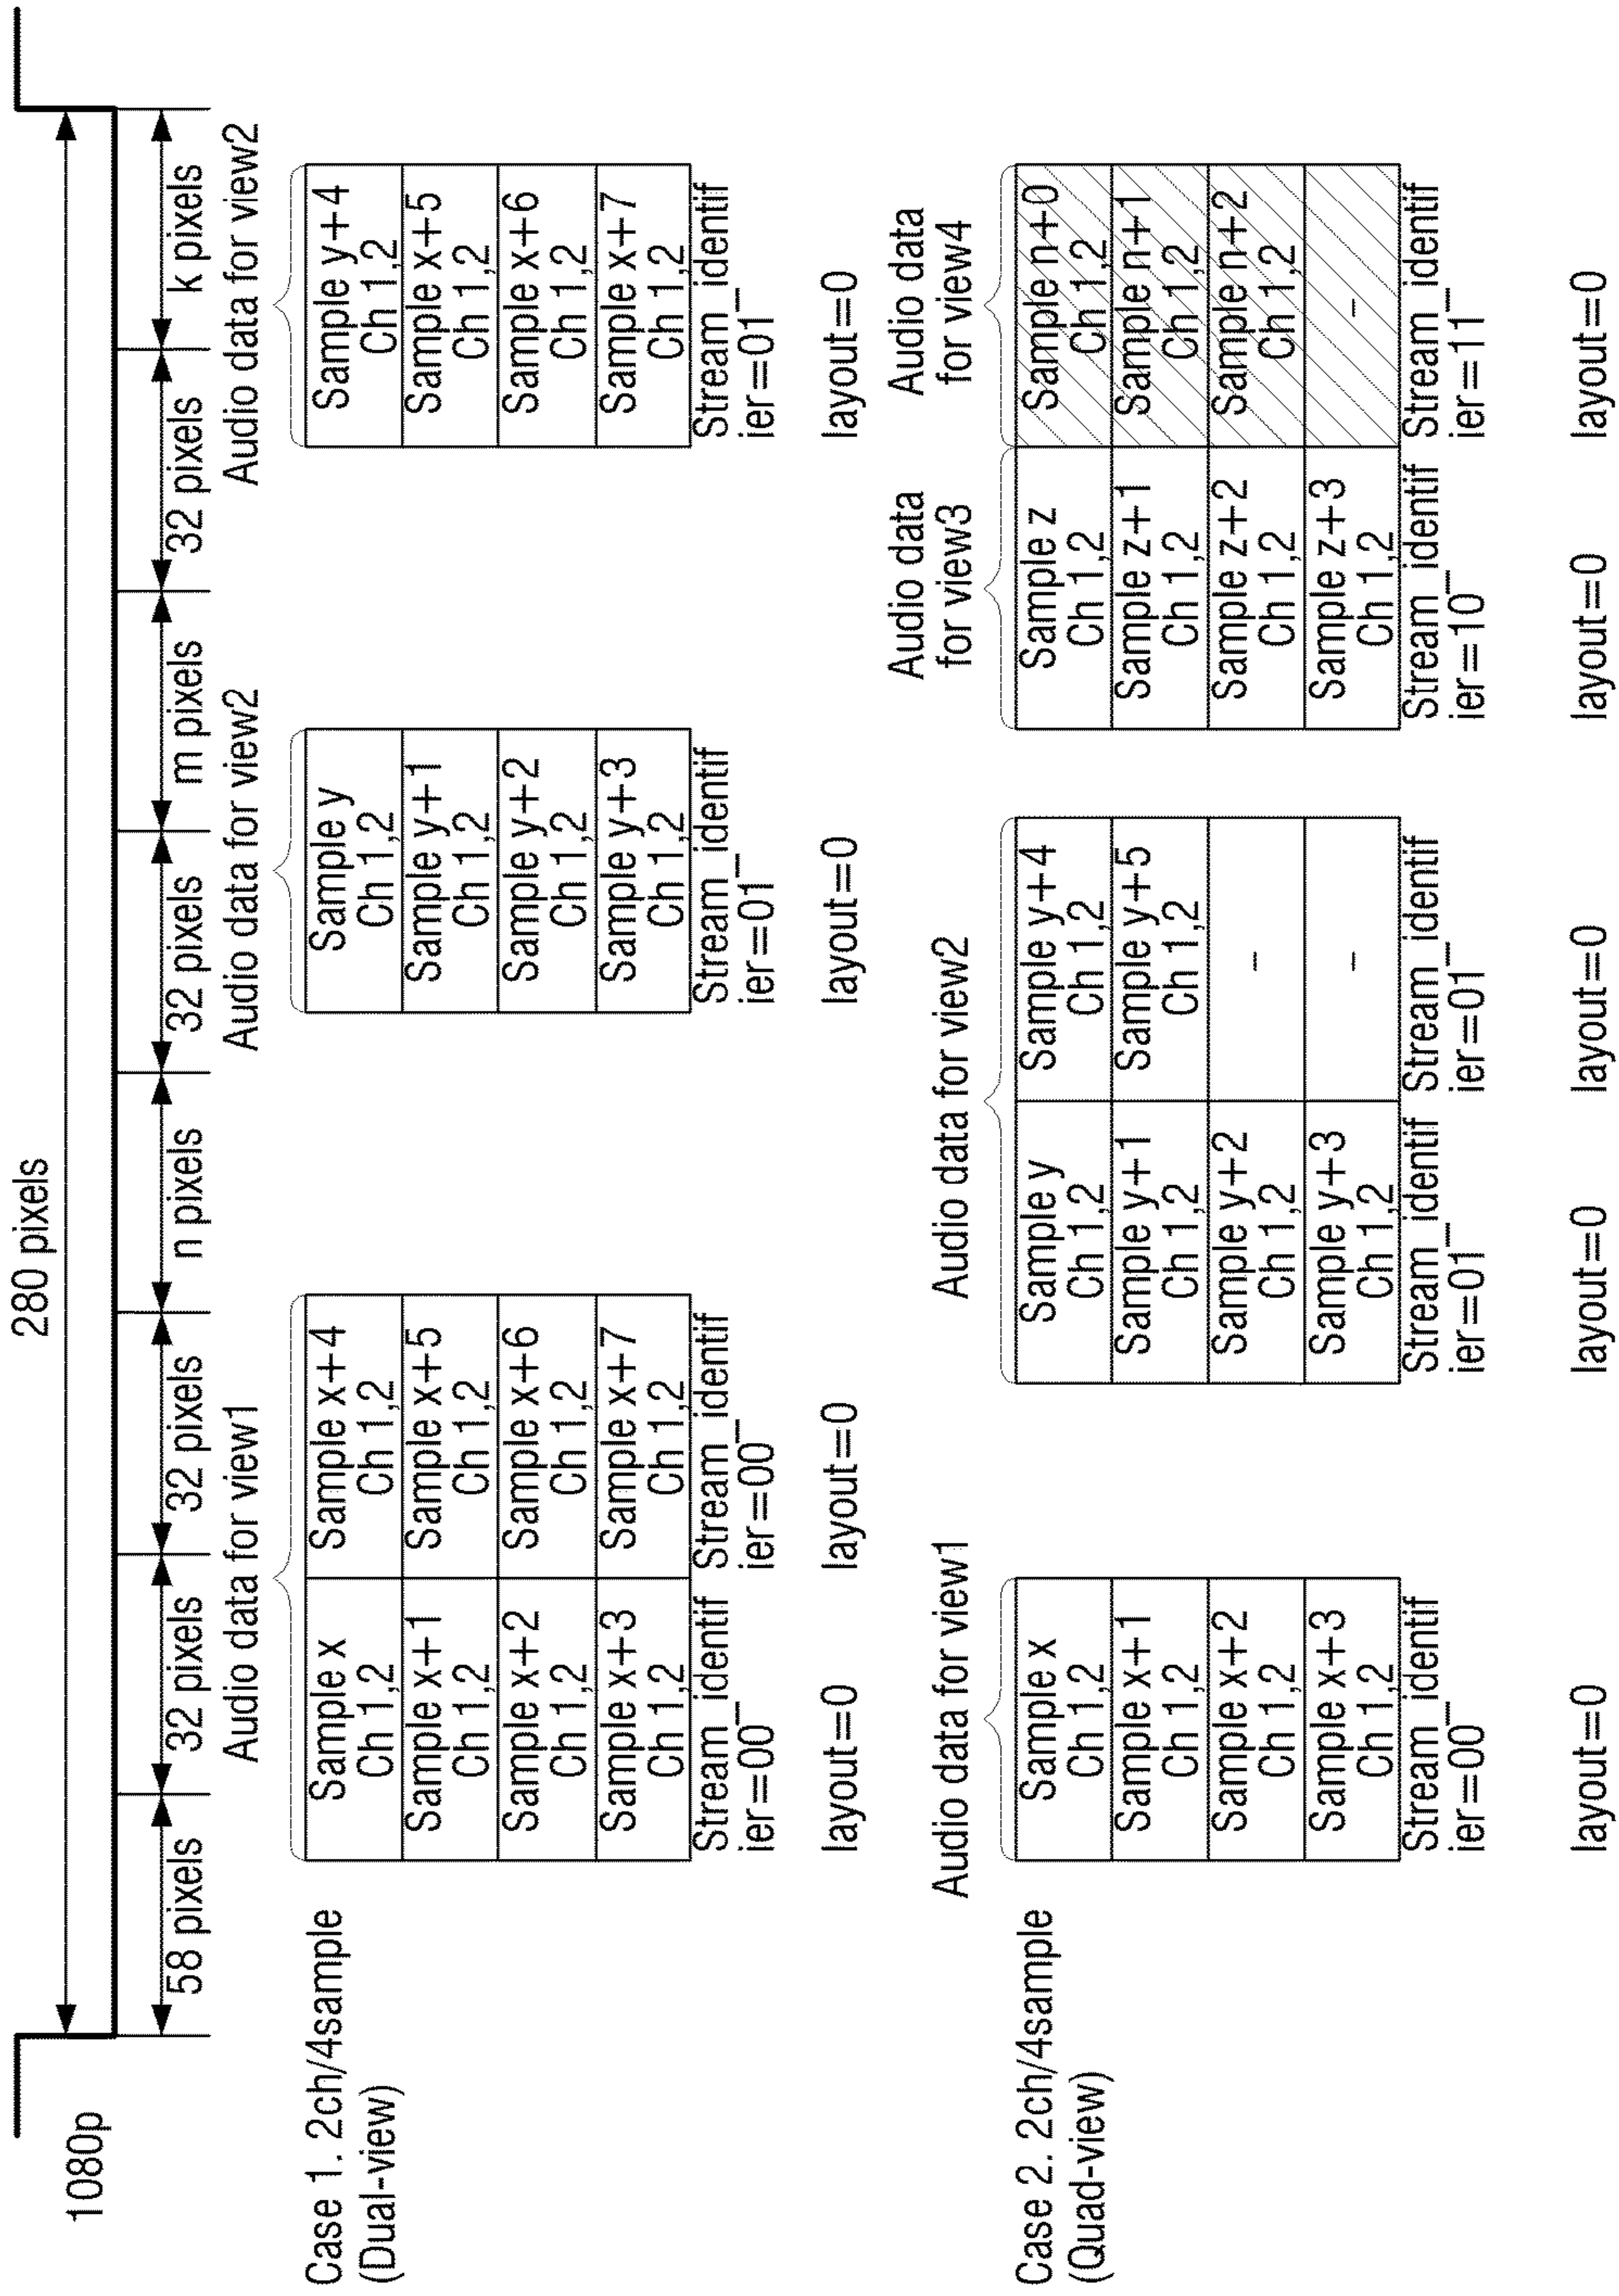 280 pixels
1080p
58 pixels
32 pixels
32 pixels
n pixels
32 pixels
m pixels
32 pixels
k pixels
Case 1. 2ch/4sample
(Dual-view)
Audio data for view1
Sample x
Ch 1,2
Sample x+1
Ch 1,2
Sample x+2
Ch 1,2
Sample x+3
Ch 1,2
Stream_identif
ier=00
layout=0
Sample x+4
Ch 1,2
Sample x+5
Ch 1,2
Sample x+6
Ch 1,2
Sample x+7
Ch 1,2
Stream_identif
ier=00
layout=0
Audio data for view2
Sample y
Ch 1,2
Sample y+1
Ch 1,2
Sample y+2
Ch 1,2
Sample y+3
Ch 1,2
Stream_identif
ier=01
layout=0
Audio data for view2
Sample y+4
Ch 1,2
Sample x+5
Ch 1,2
Sample x+6
Ch 1,2
Sample x+7
Ch 1,2
Stream_identif
ier=01
layout=0
Case 2. 2ch/4sample
(Quad-view)
Audio data for view1
Sample x
Ch 1,2
Sample x+1
Ch 1,2
Sample x+2
Ch 1,2
Sample x+3
Ch 1,2
Stream_identif
ier=00
layout=0
Audio data for view2
Sample y
Ch 1,2
Sample y+1
Ch 1,2
Sample y+2
Ch 1,2
Sample y+3
Ch 1,2
Stream_identif
ier=01
layout=0
Sample y+4
Ch 1,2
Sample y+5
Ch 1,2
-
-
Stream_identif
ier=01
layout=0
Audio data
for view3
Sample z
Ch 1,2
Sample z+1
Ch 1,2
Sample z+2
Ch 1,2
Sample z+3
Ch 1,2
Stream_identif
ier=10
layout=0
Audio data
for view4
Sample n+0
Ch 1,2
Sample n+1
Ch 1,2
Sample n+2
Ch 1,2
-
Stream_identif
ier=11
layout=0